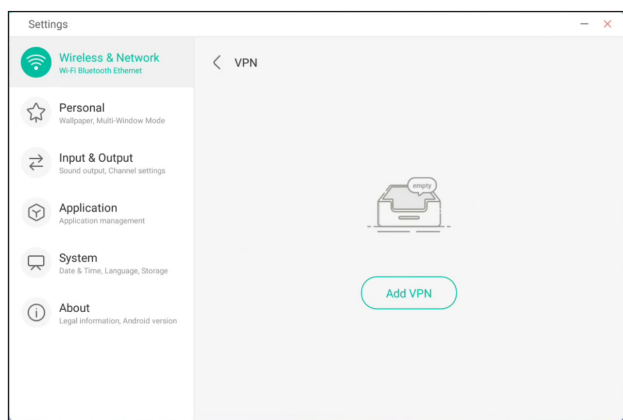 Settings
Wireless & Network
Wi-Fi Bluetooth Ethernet
VPN
Personal
Wallpaper, Multi-Window Mode
Input & Output
Sound output, Channel settings
Application
Application management
System
Date & Time, Language, Storage
About
Legal information, Android version
empty
Add VPN